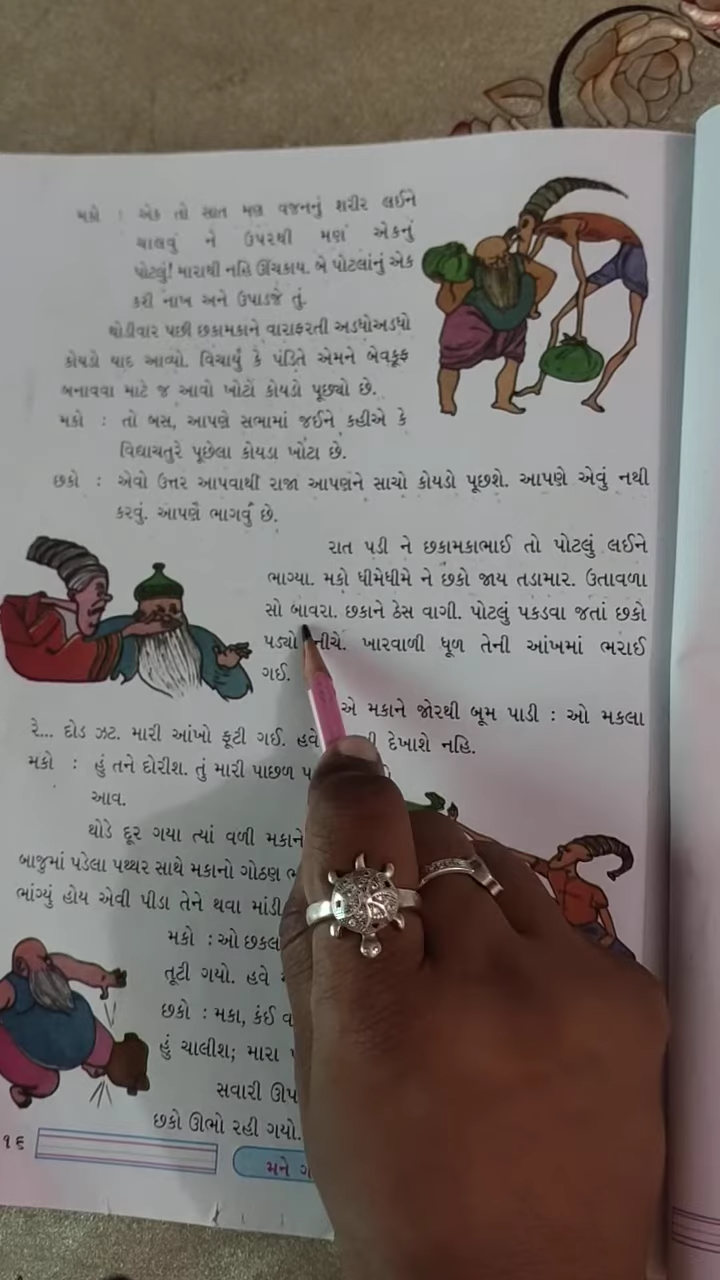 મકો : એક તો સાત મણ વજનનું શરીર લઈને
ચાલવું ને ઉપરથી મણ એકનું
પોટલું! મારાથી નહિ ઊંચકાય. બે પોટલાંનું એક
કરી નાખ અને ઉપાડજે તું.
થોડીવાર પછી છકામકાને વારાફરતી અડધોઅડધો
કોયડો યાદ આવ્યો. વિચાર્યું કે પંડિતે એમને બેવકૂફ
બનાવવા માટે જ આવો ખોટો કોયડો પૂછ્યો છે.
મકો : તો બસ, આપણે સભામાં જઈને કહીએ કે
વિદ્યાચતુરે પૂછેલા કોયડા ખોટા છે.
છકો : એવો ઉત્તર આપવાથી રાજા આપણને સાચો કોયડો પૂછશે. આપણે એવું નથી
કરવું. આપણે ભાગવું છે.
રાત પડી ને છકામકાભાઈ તો પોટલું લઈને
ભાગ્યા. મકો ધીમેધીમે ને છકો જાય તડામાર. ઉતાવળા
સો બાવરા. છકાને ઠેસ વાગી. પોટલું પકડવા જતાં છકો
પડ્યો નીચે. ખારવાળી ધૂળ તેની આંખમાં ભરાઈ
ગઈ.
એ મકાને જોરથી બૂમ પાડી : ઓ મકલા
રે... દોડ ઝટ. મારી આંખો ફૂટી ગઈ. હવે દેખાશે નહિ.
મકો : હું તને દોરીશ. તું મારી પાછળ
આવ.
થોડે દૂર ગયા ત્યાં વળી મકાને
બાજુમાં પડેલા પથ્થર સાથે મકાનો ગોઠણ
ભાંગ્યું હોય એવી પીડા તેને થવા માંડી
મકો : ઓ છકલ
તૂટી ગયો. હવે
છકો : મકા, કંઈ
હું ચાલીશ; મારા
સવારી ઊપ
છકો ઊભો રહી ગયો.
૧૬
મને